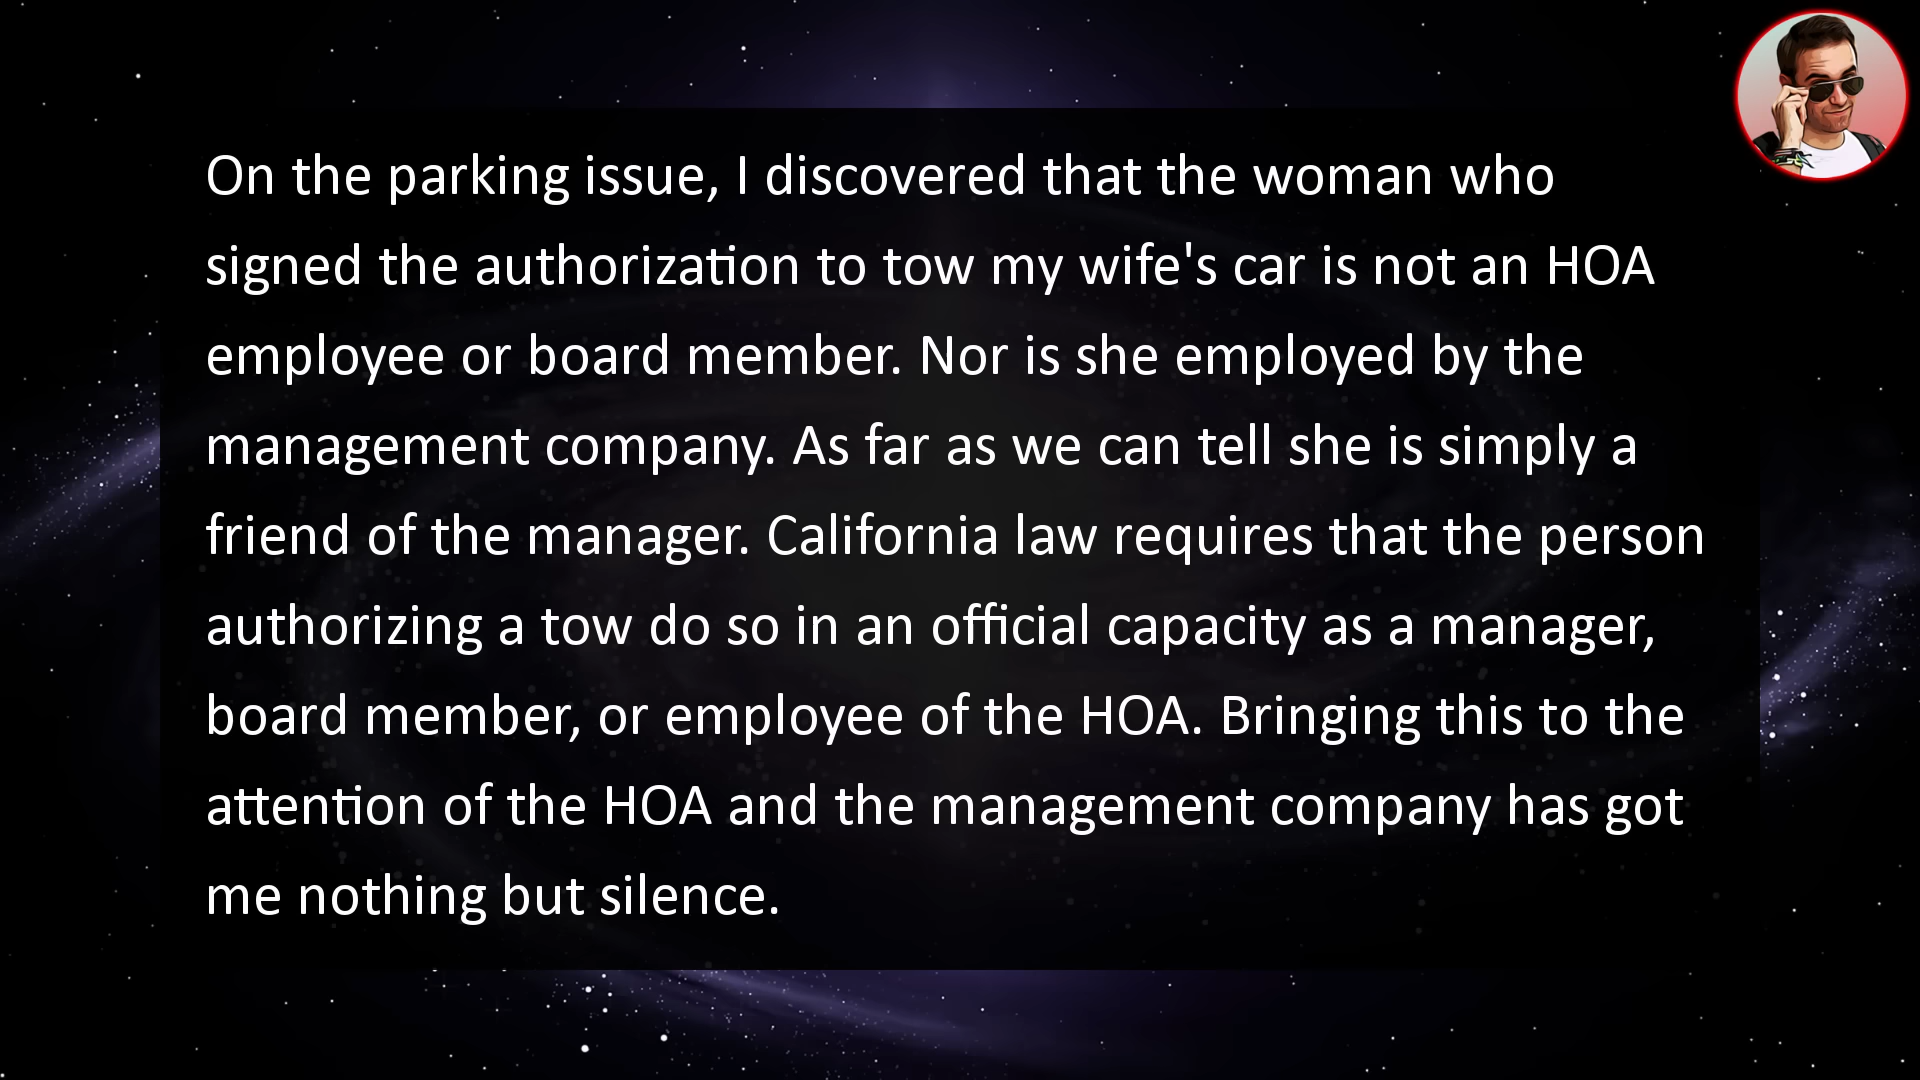 On the parking issue, I discovered that the woman who
signed the authorization to tow my wife's car is not an HOA
employee or board member. Nor is she employed by the
management company. As far as we can tell she is simply a
friend of the manager. California law requires that the person
authorizing a tow do so in an official capacity as a manager,
board member, or employee of the HOA. Bringing this to the
attention of the HOA and the management company has got
me nothing but silence.